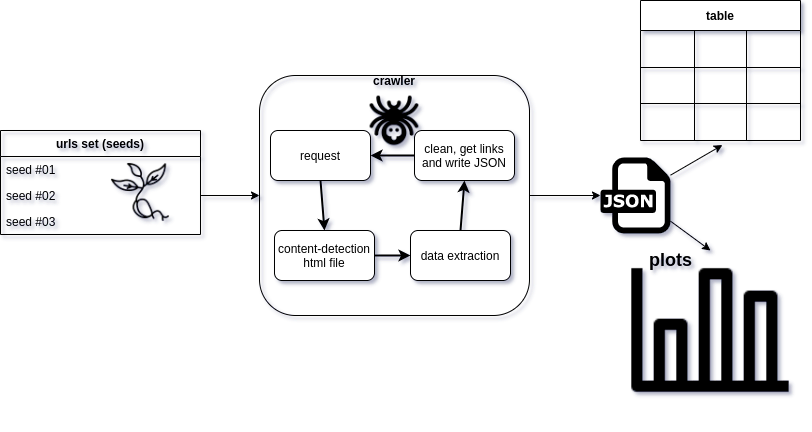 urls set (seeds)
seed #01
seed #02
seed #03
crawler
request
clean, get links
and write JSON
content-detection
html file
data extraction
JSON
table
plots